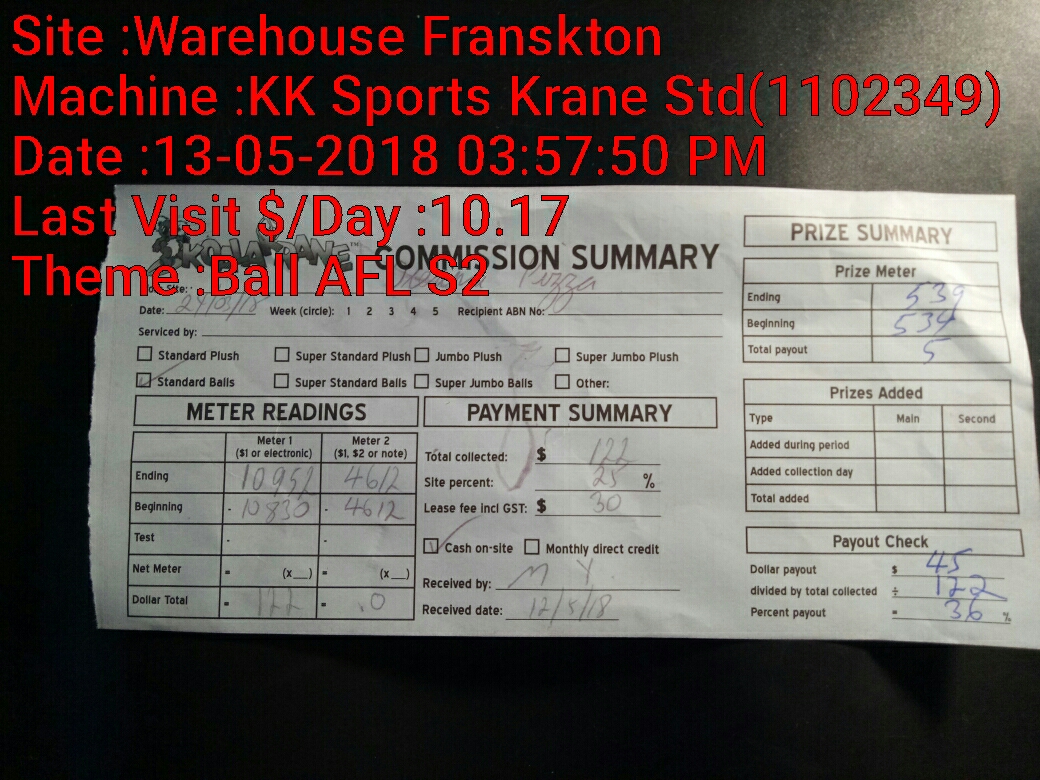 Site :Warehouse Franskton
Machine :KK Sports Krane Std(1102349)
Date :13-05-2018 03:57:50 PM
Last Visit $/Day :10.17
Theme :Ball AFL S2
KOALA KRANE™ COMMISSION SUMMARY
Site: Pizza
Date: Week (circle): 1 2 3 4 5 Recipient ABN No:
Serviced by:
Standard Plush Super Standard Plush Jumbo Plush Super Jumbo Plush
Standard Balls Super Standard Balls Super Jumbo Balls Other:
METER READINGS
Meter 1 Meter 2
($1 or electronic) ($1, $2 or note)
Ending 10952 4612
Beginning - 10830 - 4612
Test - -
Net Meter = (x__) = (x__)
Dollar Total = 122 = .0
PAYMENT SUMMARY
Total collected: $ 122
Site percent: 25 %
Lease fee incl GST: $ 30
Cash on-site Monthly direct credit
Received by: M Y
Received date: 12/5/18
PRIZE SUMMARY
Prize Meter
Ending 539
Beginning 534
Total payout 5
Prizes Added
Type Main Second
Added during period
Added collection day
Total added
Payout Check
Dollar payout $ 45
divided by total collected ÷ 122
Percent payout = 36 %